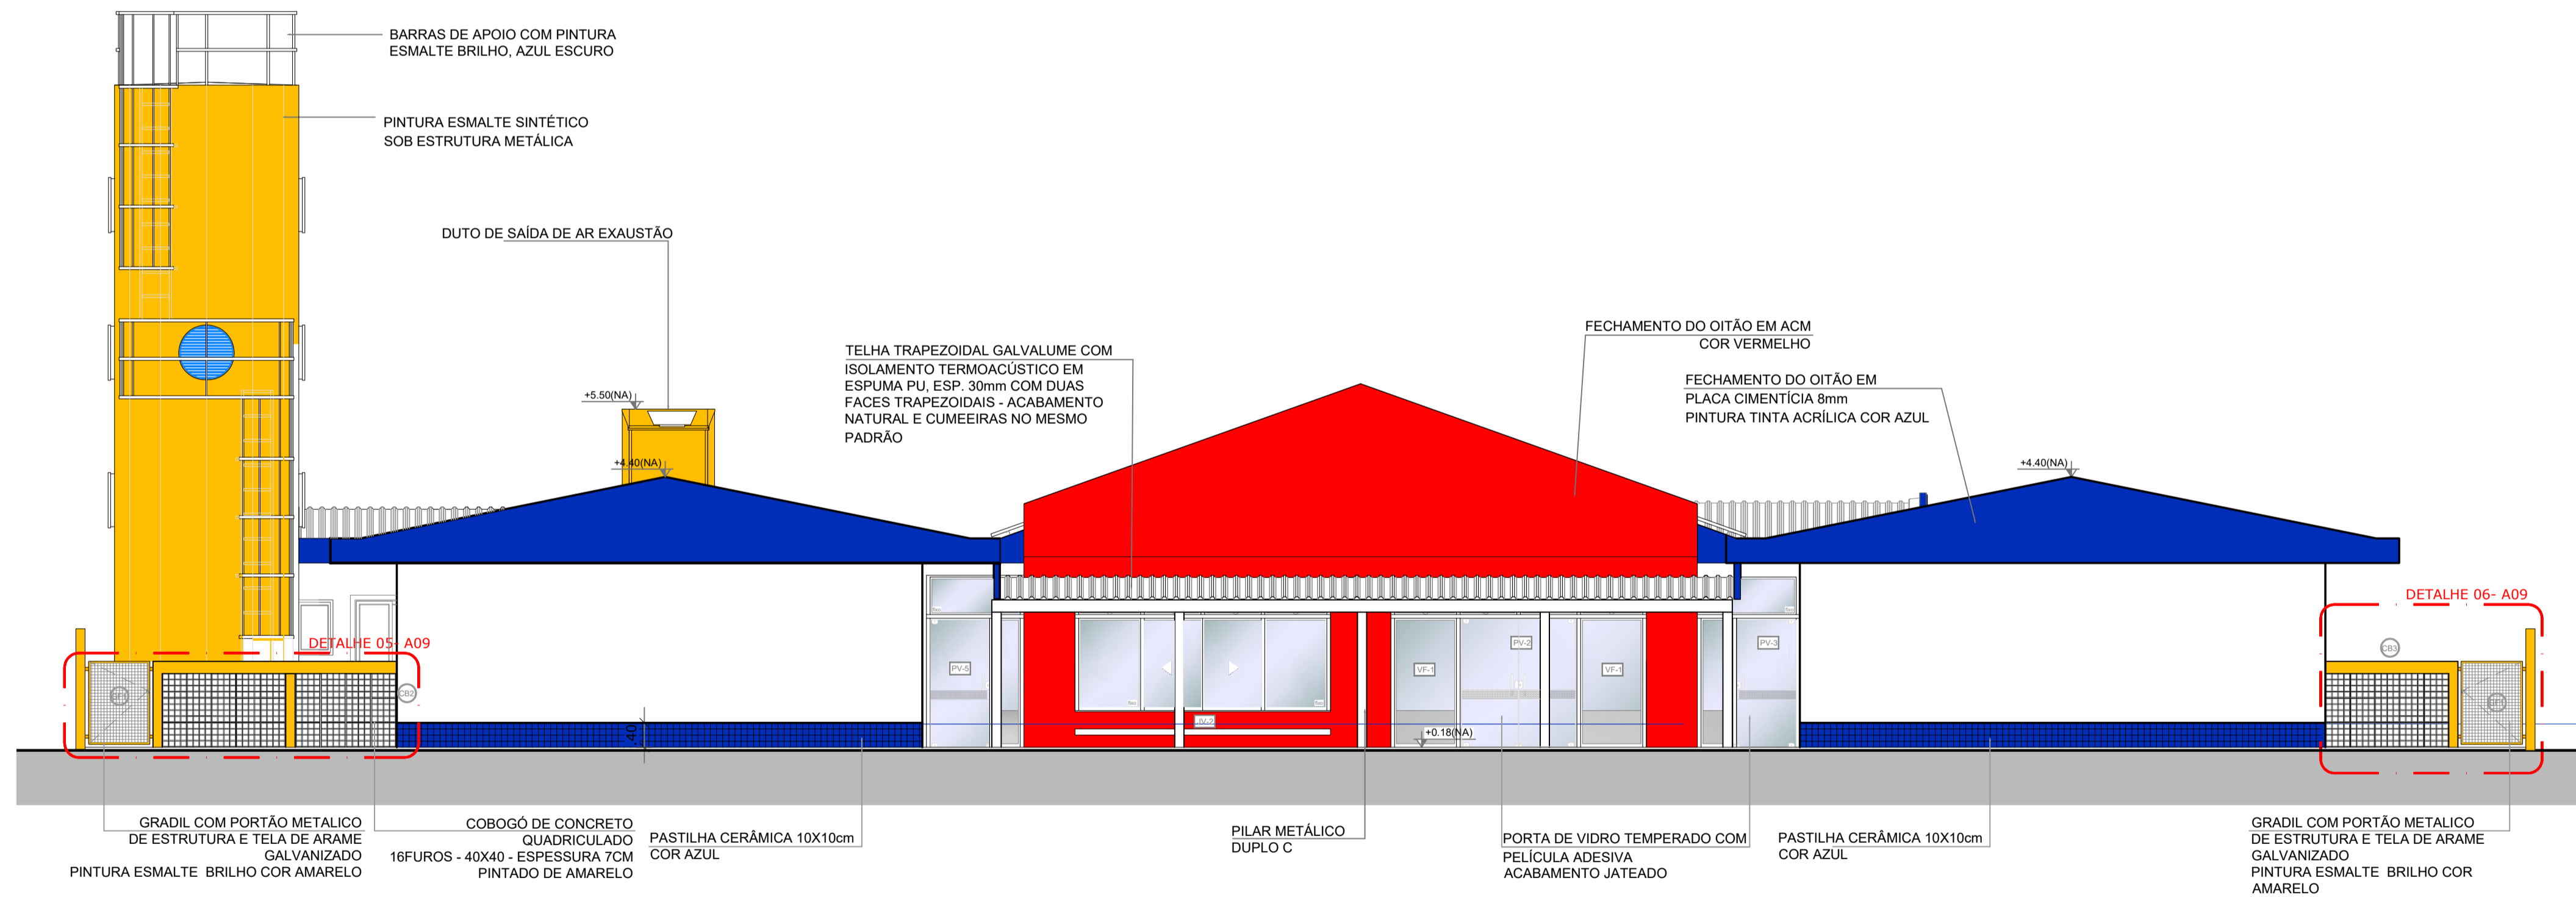 BARRAS DE APOIO COM PINTURA
ESMALTE BRILHO, AZUL ESCURO
PINTURA ESMALTE SINTÉTICO
SOB ESTRUTURA METÁLICA
DUTO DE SAÍDA DE AR EXAUSTÃO
+5.50(NA)
+4.40(NA)
TELHA TRAPEZOIDAL GALVALUME COM
ISOLAMENTO TERMOACÚSTICO EM
ESPUMA PU, ESP. 30mm COM DUAS
FACES TRAPEZOIDAIS - ACABAMENTO
NATURAL E CUMEEIRAS NO MESMO
PADRÃO
FECHAMENTO DO OITÃO EM ACM
COR VERMELHO
FECHAMENTO DO OITÃO EM
PLACA CIMENTÍCIA 8mm
PINTURA TINTA ACRÍLICA COR AZUL
+4.40(NA)
DETALHE 05- A09
DETALHE 06- A09
CB2
CB3
PV-5
VF-1
PV-2
VF-1
PV-3
JV-2
.40
+0.18(NA)
GRADIL COM PORTÃO METALICO
DE ESTRUTURA E TELA DE ARAME
GALVANIZADO
PINTURA ESMALTE BRILHO COR AMARELO
COBOGÓ DE CONCRETO
QUADRICULADO
16FUROS - 40X40 - ESPESSURA 7CM
PINTADO DE AMARELO
PASTILHA CERÂMICA 10X10cm
COR AZUL
PILAR METÁLICO
DUPLO C
PORTA DE VIDRO TEMPERADO COM
PELÍCULA ADESIVA
ACABAMENTO JATEADO
PASTILHA CERÂMICA 10X10cm
COR AZUL
GRADIL COM PORTÃO METALICO
DE ESTRUTURA E TELA DE ARAME
GALVANIZADO
PINTURA ESMALTE BRILHO COR
AMARELO